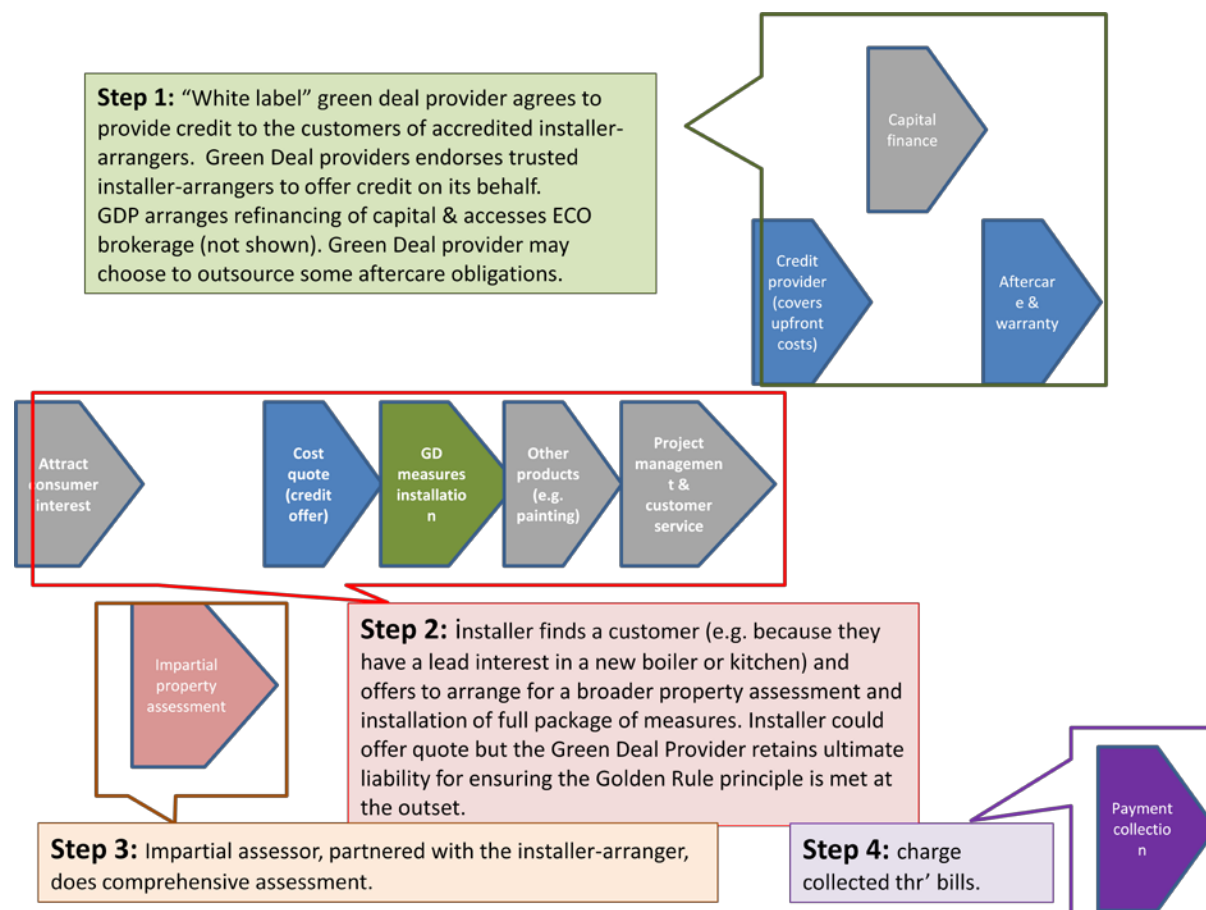 Step 1: “White label” green deal provider agrees to
provide credit to the customers of accredited installer-
arrangers. Green Deal providers endorses trusted
installer-arrangers to offer credit on its behalf.
GDP arranges refinancing of capital & accesses ECO
brokerage (not shown). Green Deal provider may
choose to outsource some aftercare obligations.
Capital
finance
Credit
provider
(covers
upfront
costs)
Aftercar
e &
warranty
Attract
consumer
interest
Cost
quote
(credit
offer)
GD
measures
installatio
n
Other
products
(e.g.
painting)
Project
managemen
t &
customer
service
Impartial
property
assessment
Step 2: installer finds a customer (e.g. because they
have a lead interest in a new boiler or kitchen) and
offers to arrange for a broader property assessment and
installation of full package of measures. Installer could
offer quote but the Green Deal Provider retains ultimate
liability for ensuring the Golden Rule principle is met at
the outset.
Step 3: Impartial assessor, partnered with the installer-arranger,
does comprehensive assessment.
Step 4: charge
collected thr’ bills.
Payment
collectio
n